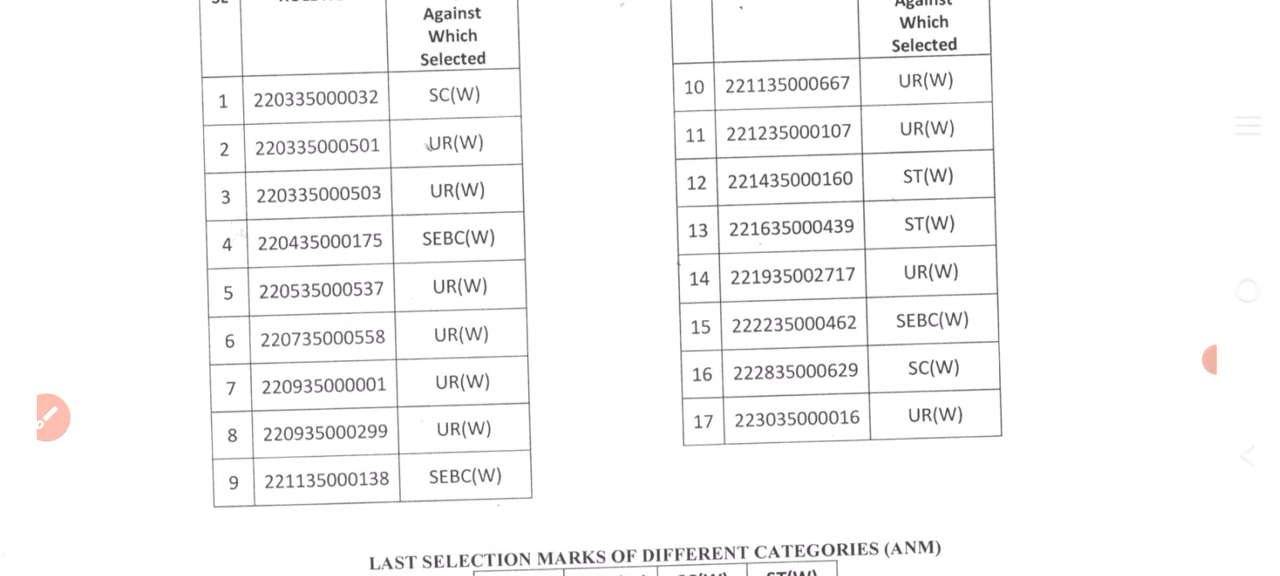 Against
Which
Selected
1 220335000032 SC(W)
2 220335000501 UR(W)
3 220335000503 UR(W)
4 220435000175 SEBC(W)
5 220535000537 UR(W)
6 220735000558 UR(W)
7 220935000001 UR(W)
8 220935000299 UR(W)
9 221135000138 SEBC(W)
Against
Which
Selected
10 221135000667 UR(W)
11 221235000107 UR(W)
12 221435000160 ST(W)
13 221635000439 ST(W)
14 221935002717 UR(W)
15 222235000462 SEBC(W)
16 222835000629 SC(W)
17 223035000016 UR(W)
LAST SELECTION MARKS OF DIFFERENT CATEGORIES (ANM)
ST(W)